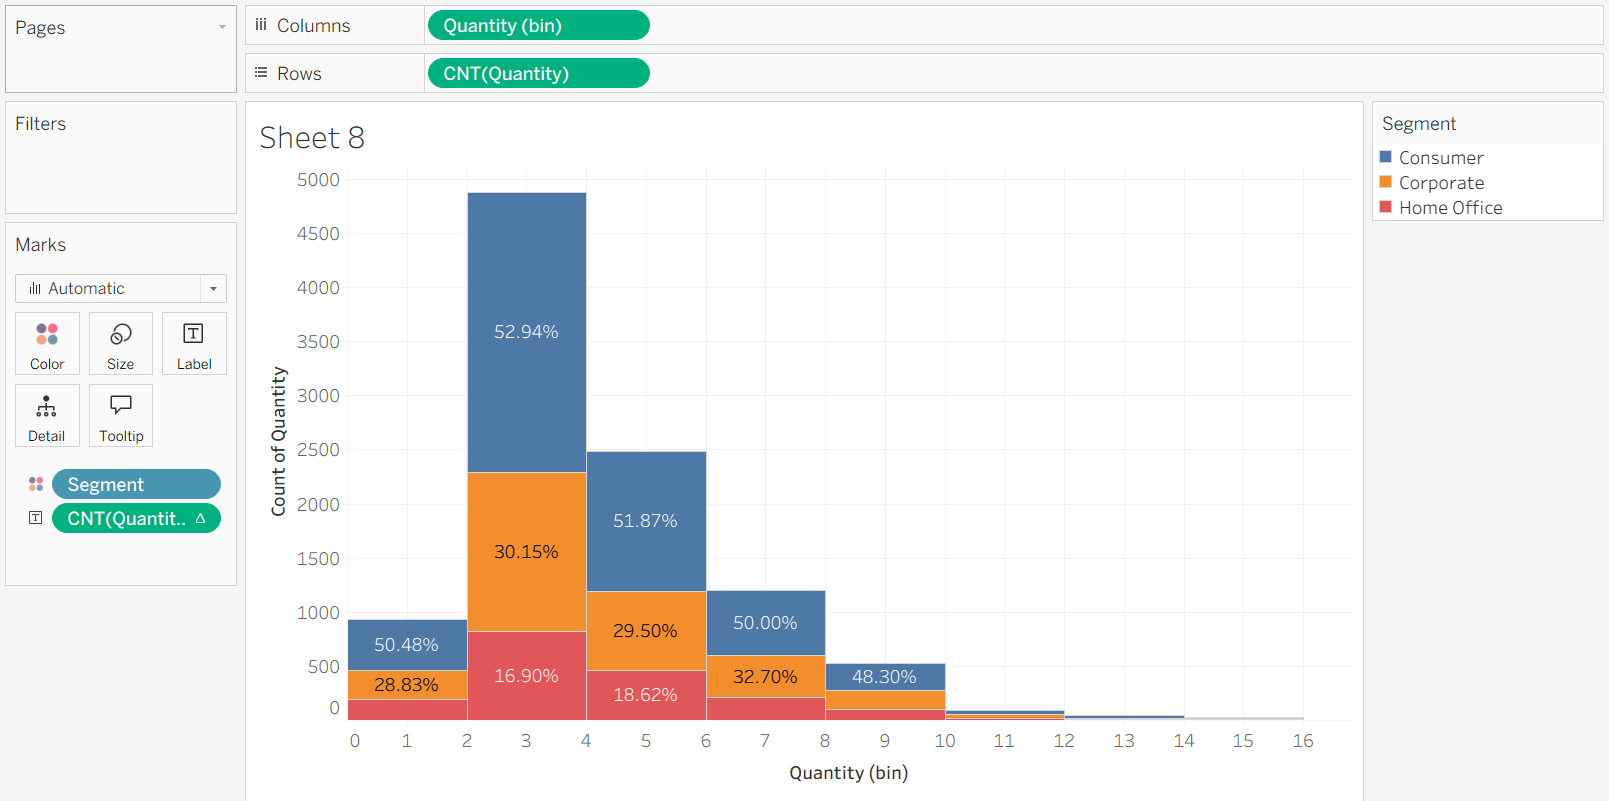 Pages
Columns
Quantity (bin)
Rows
CNT(Quantity)
Filters
Marks
Automatic
Color
Size
Label
Detail
Tooltip
Segment
CNT(Quantit..
Sheet 8
Count of Quantity
5000
4500
4000
3500
3000
2500
2000
1500
1000
500
0
52.94%
51.87%
30.15%
50.48%
29.50%
50.00%
28.83%
16.90%
18.62%
32.70%
48.30%
0 1 2 3 4 5 6 7 8 9 10 11 12 13 14 15 16
Quantity (bin)
Segment
Consumer
Corporate
Home Office